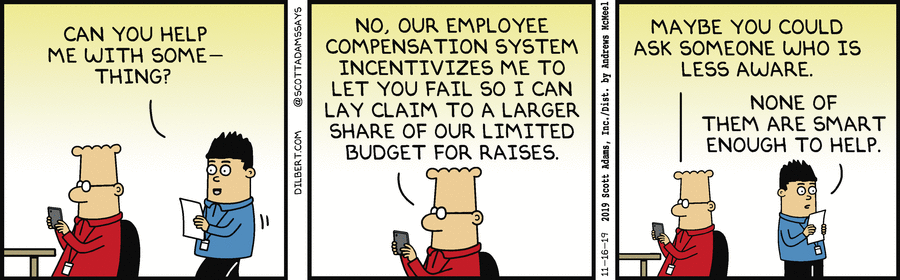 CAN YOU HELP
ME WITH SOME-
THING?
DILBERT.COM
@SCOTTADAMSSAYS
NO, OUR EMPLOYEE
COMPENSATION SYSTEM
INCENTIVIZES ME TO
LET YOU FAIL SO I CAN
LAY CLAIM TO A LARGER
SHARE OF OUR LIMITED
BUDGET FOR RAISES.
11-16-19 2019 Scott Adams, Inc./Dist. by Andrews McMeel
MAYBE YOU COULD
ASK SOMEONE WHO IS
LESS AWARE.
NONE OF
THEM ARE SMART
ENOUGH TO HELP.